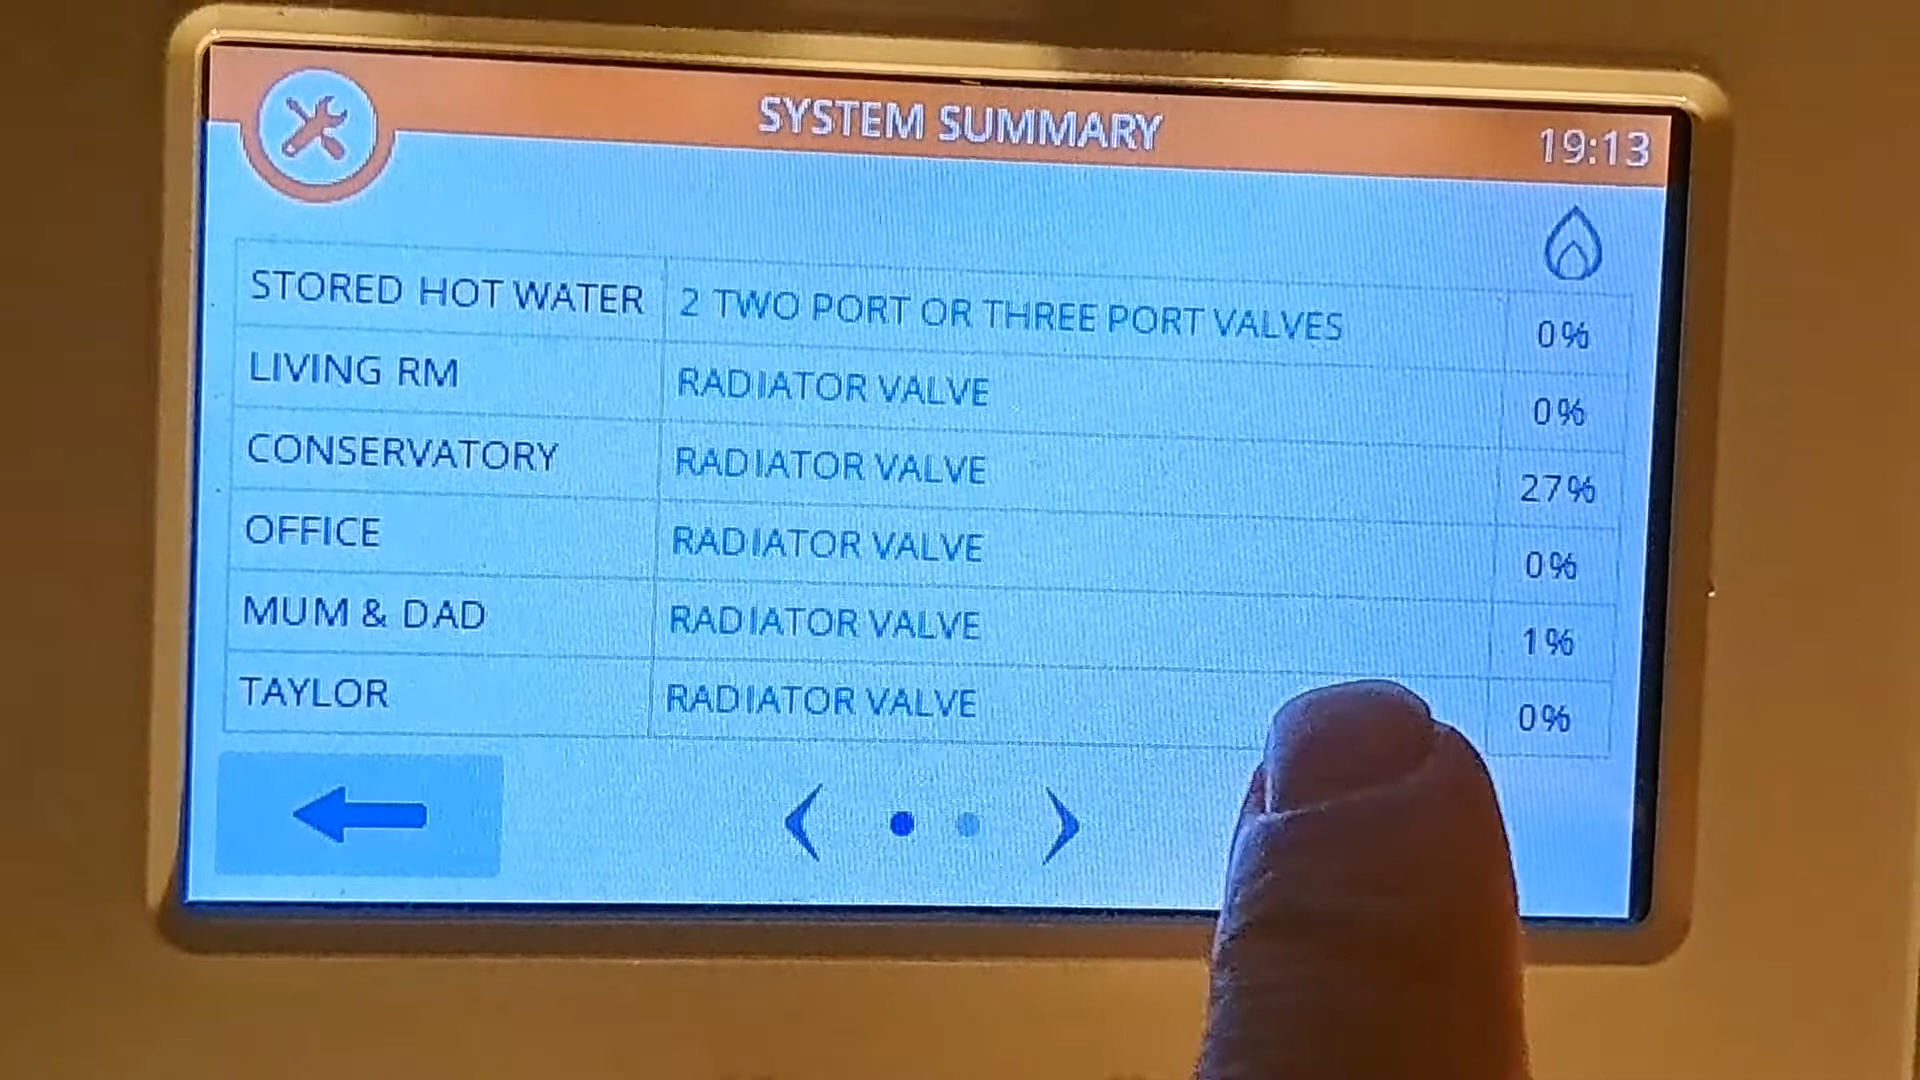 SYSTEM SUMMARY 19:13
STORED HOT WATER 2 TWO PORT OR THREE PORT VALVES 0%
LIVING RM RADIATOR VALVE 0%
CONSERVATORY RADIATOR VALVE 27%
OFFICE RADIATOR VALVE 0%
MUM & DAD RADIATOR VALVE 1%
TAYLOR RADIATOR VALVE 0%